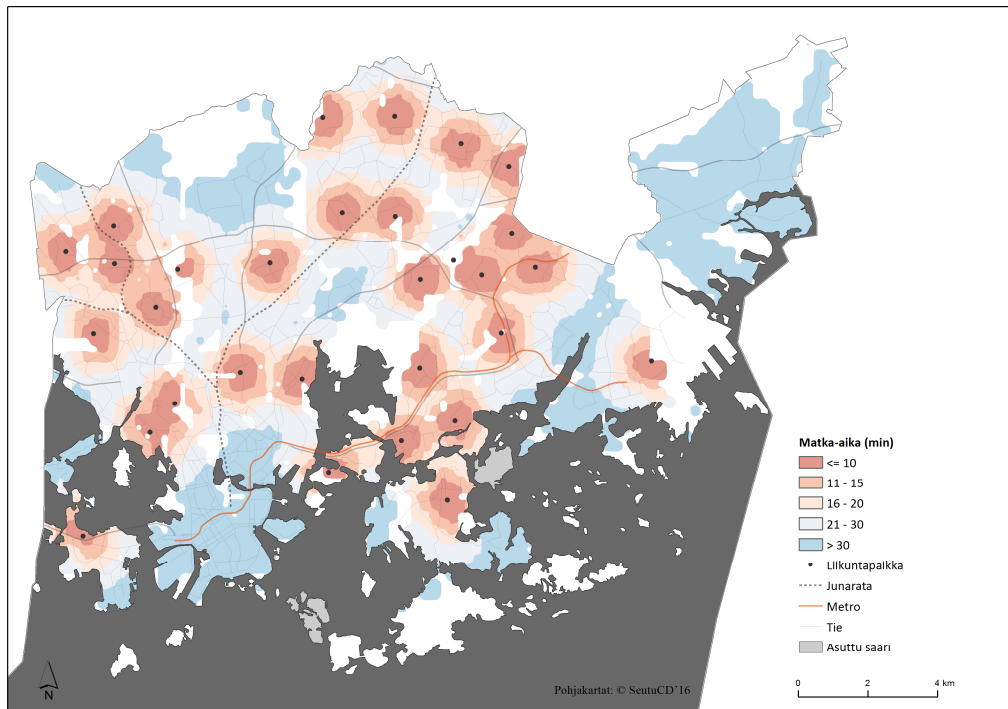 Matka-aika (min)
<= 10
11 - 15
16 - 20
21 - 30
> 30
Liikuntapaikka
Junarata
Metro
Tie
Asuttu saari
N
Pohjakartat: © SeutuCD'16
0 2 4 km